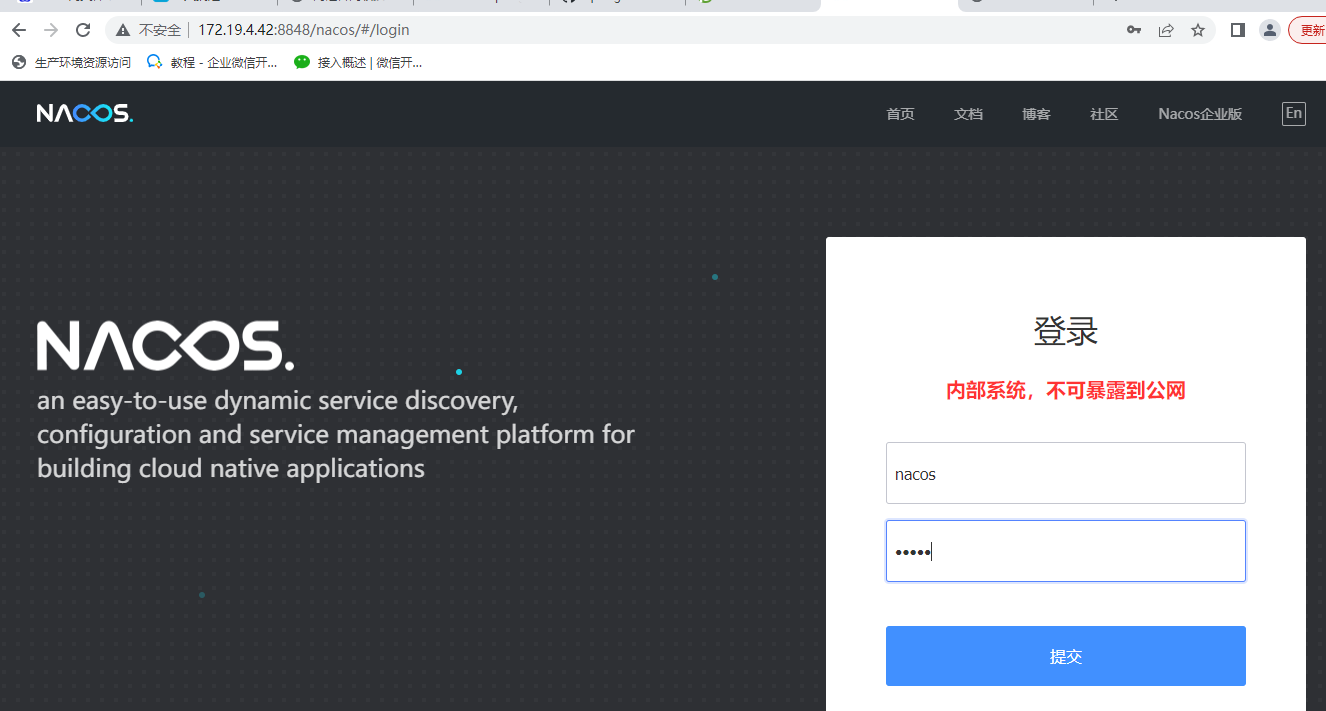 不安全 172.19.4.42:8848/nacos/#/login
更新
生产环境资源访问 教程 - 企业微信开... 接入概述 | 微信开...
NACOS. 首页 文档 博客 社区 Nacos企业版 En
登录
内部系统，不可暴露到公网
NACOS.
an easy-to-use dynamic service discovery,
configuration and service management platform for
building cloud native applications
nacos
•••••
提交